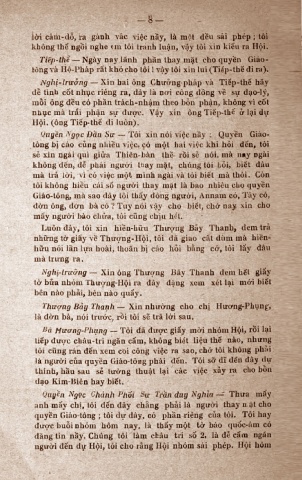 — 8 —
lời cám-dỗ, ra gánh vác việc nầy, là một đều sái phép; tôi
không thể ngồi nghe em tôi tranh luận, vậy tôi xin kiếu ra Hội.
Tiếp-thế — Ngày nay lãnh phần thay mặt cho quyền Giáo-
tông và Hộ-Pháp rất khó cho tôi; vậy tôi xin lui (Tiếp-thế đi ra).
Nghị-trưởng — Xin hai ông Chưởng pháp và Tiếp-thế hãy
để tình cốt nhục riêng ra, đây là nơi công đồng về sự đạo-lý,
mỗi ông đều có phần trách-nhậm theo bổn phận, không vì cốt
nhục mà trái phận sự được. Vậy xin ông Tiếp-thế ở lại dự
Hội. (ông Tiếp-thế đi luôn).
Quyền Ngọc Đầu Sư — Tôi xin nói việc nầy: Quyền Giáo-
tông bị cáo cũng nhiều việc, có một hai việc khi hỏi đến, tôi
sẽ xin ngài qui giữa Thiên-bàn thề rồi sẽ nói, mà nay ngài
không đến, để phái người thay mặt, chúng tôi hỏi, biết đâu
mà trả lời, vì có việc một mình ngài và tôi biết mà thôi. Còn
tôi không hiểu cái số người thay mặt là bao nhiêu cho quyền
Giáo-tông, mà sao đây tôi thấy đông người, Annam có, Tây có,
đờn ông, đờn bà có? Tuy nói vậy cho biết, chớ nay xin cho
mấy người bào chữa, tôi cũng chịu hết.
Luôn đây, tôi xin hiền-hữu Thượng Bảy Thanh, đem trả
những tờ giấy về Thượng-Hội, tôi đã giao cất dùm mà hiền-
hữu nói lần lựa hoài, thoản bị cáo hỏi bằng cớ, tôi lấy đâu
mà trưng ra.
Nghị-trưởng — Xin ông Thượng Bảy Thanh đem hết giấy
tờ bữa nhóm Thượng-Hội ra đây đặng xem xét lại mới biết
bên nào phải, bên nào quấy.
Thượng Bảy Thanh — Xin nhường cho chị Hương-Phụng,
là đờn bà, nói trước, rồi tôi sẽ trả lời sau.
Bà Hương-Phụng — Tôi đã được giấy mời nhóm Hội, rồi lại
tiếp được châu-tri ngăn cấm, không biết liệu thế nào, nhưng
tôi cũng rán đến xem coi công việc ra sao, chớ tôi không phải
là người của quyền Giáo-tông phái đến. Tôi sỡ dĩ đến đây dự
thính, hầu sau sẽ tường thuật lại các việc xảy ra cho bổn
đạo Kim-Biên hay biết.
Quyền Ngọc Chánh Phối Sư Trần duy Nghĩa — Thưa mấy
anh mấy chị, tôi đến đây chẳng phải là người thay mặt cho
quyền Giáo-tông; tôi dự đây, có phần riêng của tôi. Tôi hay
được buổi nhóm hôm nay, là thấy một tờ báo quốc-âm có
đăng tin nầy. Chúng tôi làm châu tri số 2, là để cấm ngăn
người đến dự Hội, tôi cho rằng Hội nhóm sái phép. Hội hôm